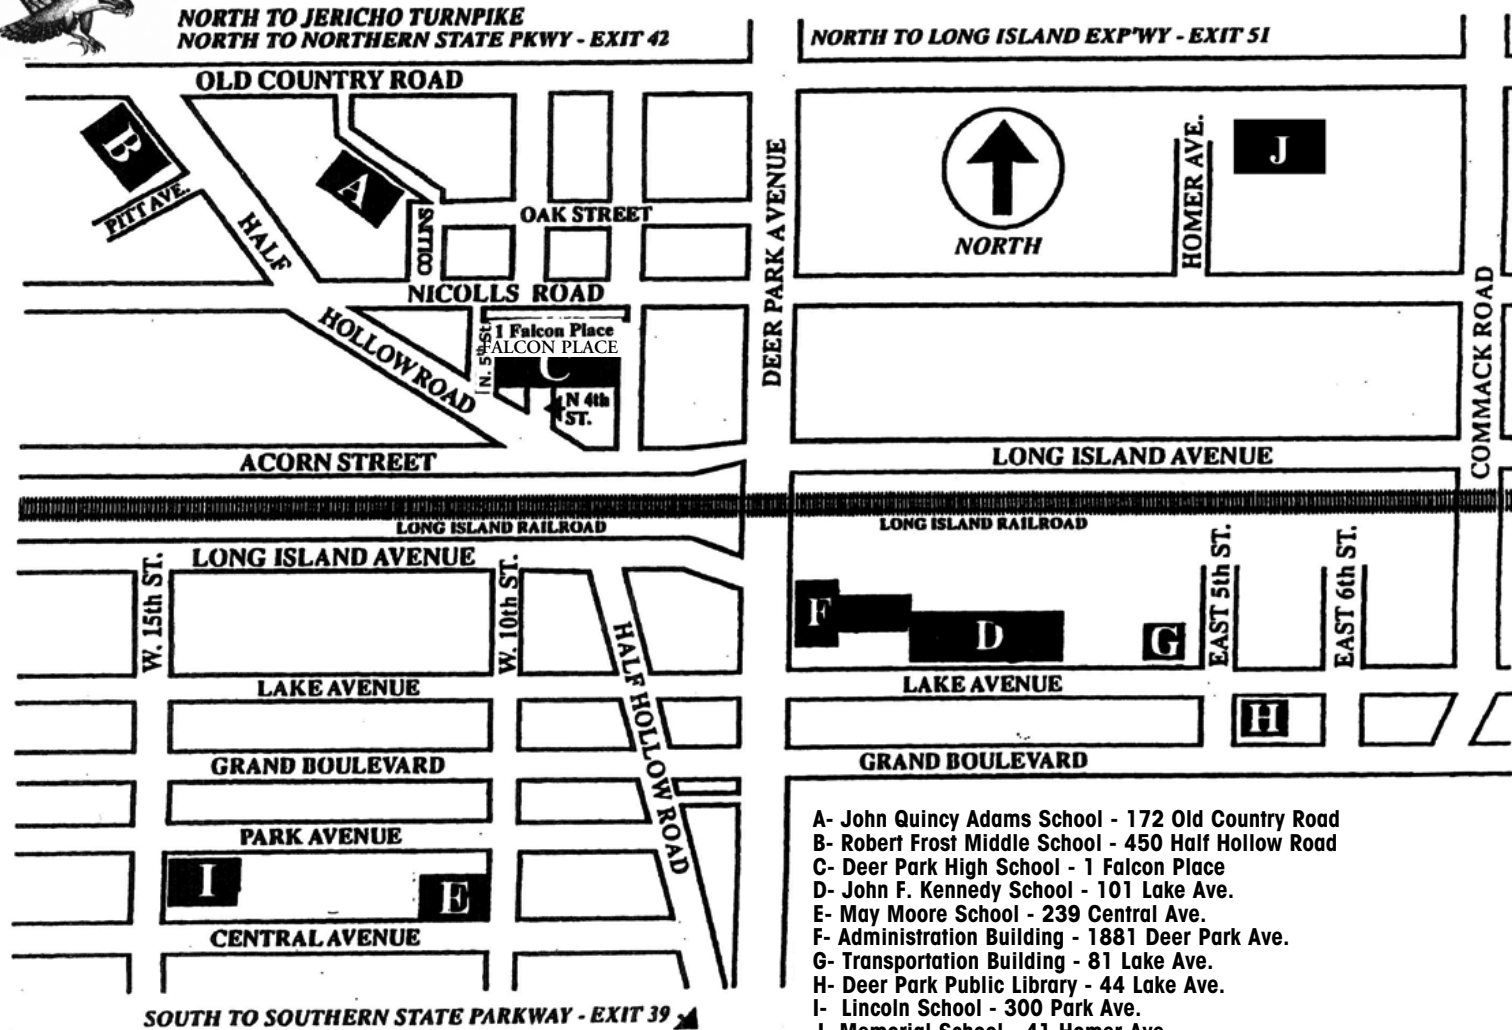 NORTH TO JERICHO TURNPIKE
NORTH TO NORTHERN STATE PKWY - EXIT 42
NORTH TO LONG ISLAND EXP'WY - EXIT 51
OLD COUNTRY ROAD
B
A
J
PITT AVE.
HALF
COLLINS
OAK STREET
DEER PARK AVENUE
NORTH
HOMER AVE.
NICOLLS ROAD
HOLLOW ROAD
N. 5th St.
1 Falcon Place
FALCON PLACE
C
N 4th
ST.
COMMACK ROAD
ACORN STREET
LONG ISLAND AVENUE
LONG ISLAND RAILROAD
LONG ISLAND RAILROAD
LONG ISLAND AVENUE
W. 15th ST.
W. 10th ST.
EAST 5th ST.
EAST 6th ST.
F
D
G
HALF HOLLOW ROAD
LAKE AVENUE
LAKE AVENUE
H
GRAND BOULEVARD
GRAND BOULEVARD
PARK AVENUE
I
E
CENTRAL AVENUE
SOUTH TO SOUTHERN STATE PARKWAY - EXIT 39
A- John Quincy Adams School - 172 Old Country Road
B- Robert Frost Middle School - 450 Half Hollow Road
C- Deer Park High School - 1 Falcon Place
D- John F. Kennedy School - 101 Lake Ave.
E- May Moore School - 239 Central Ave.
F- Administration Building - 1881 Deer Park Ave.
G- Transportation Building - 81 Lake Ave.
H- Deer Park Public Library - 44 Lake Ave.
I- Lincoln School - 300 Park Ave.
J- Memorial School - 41 Homer Ave.